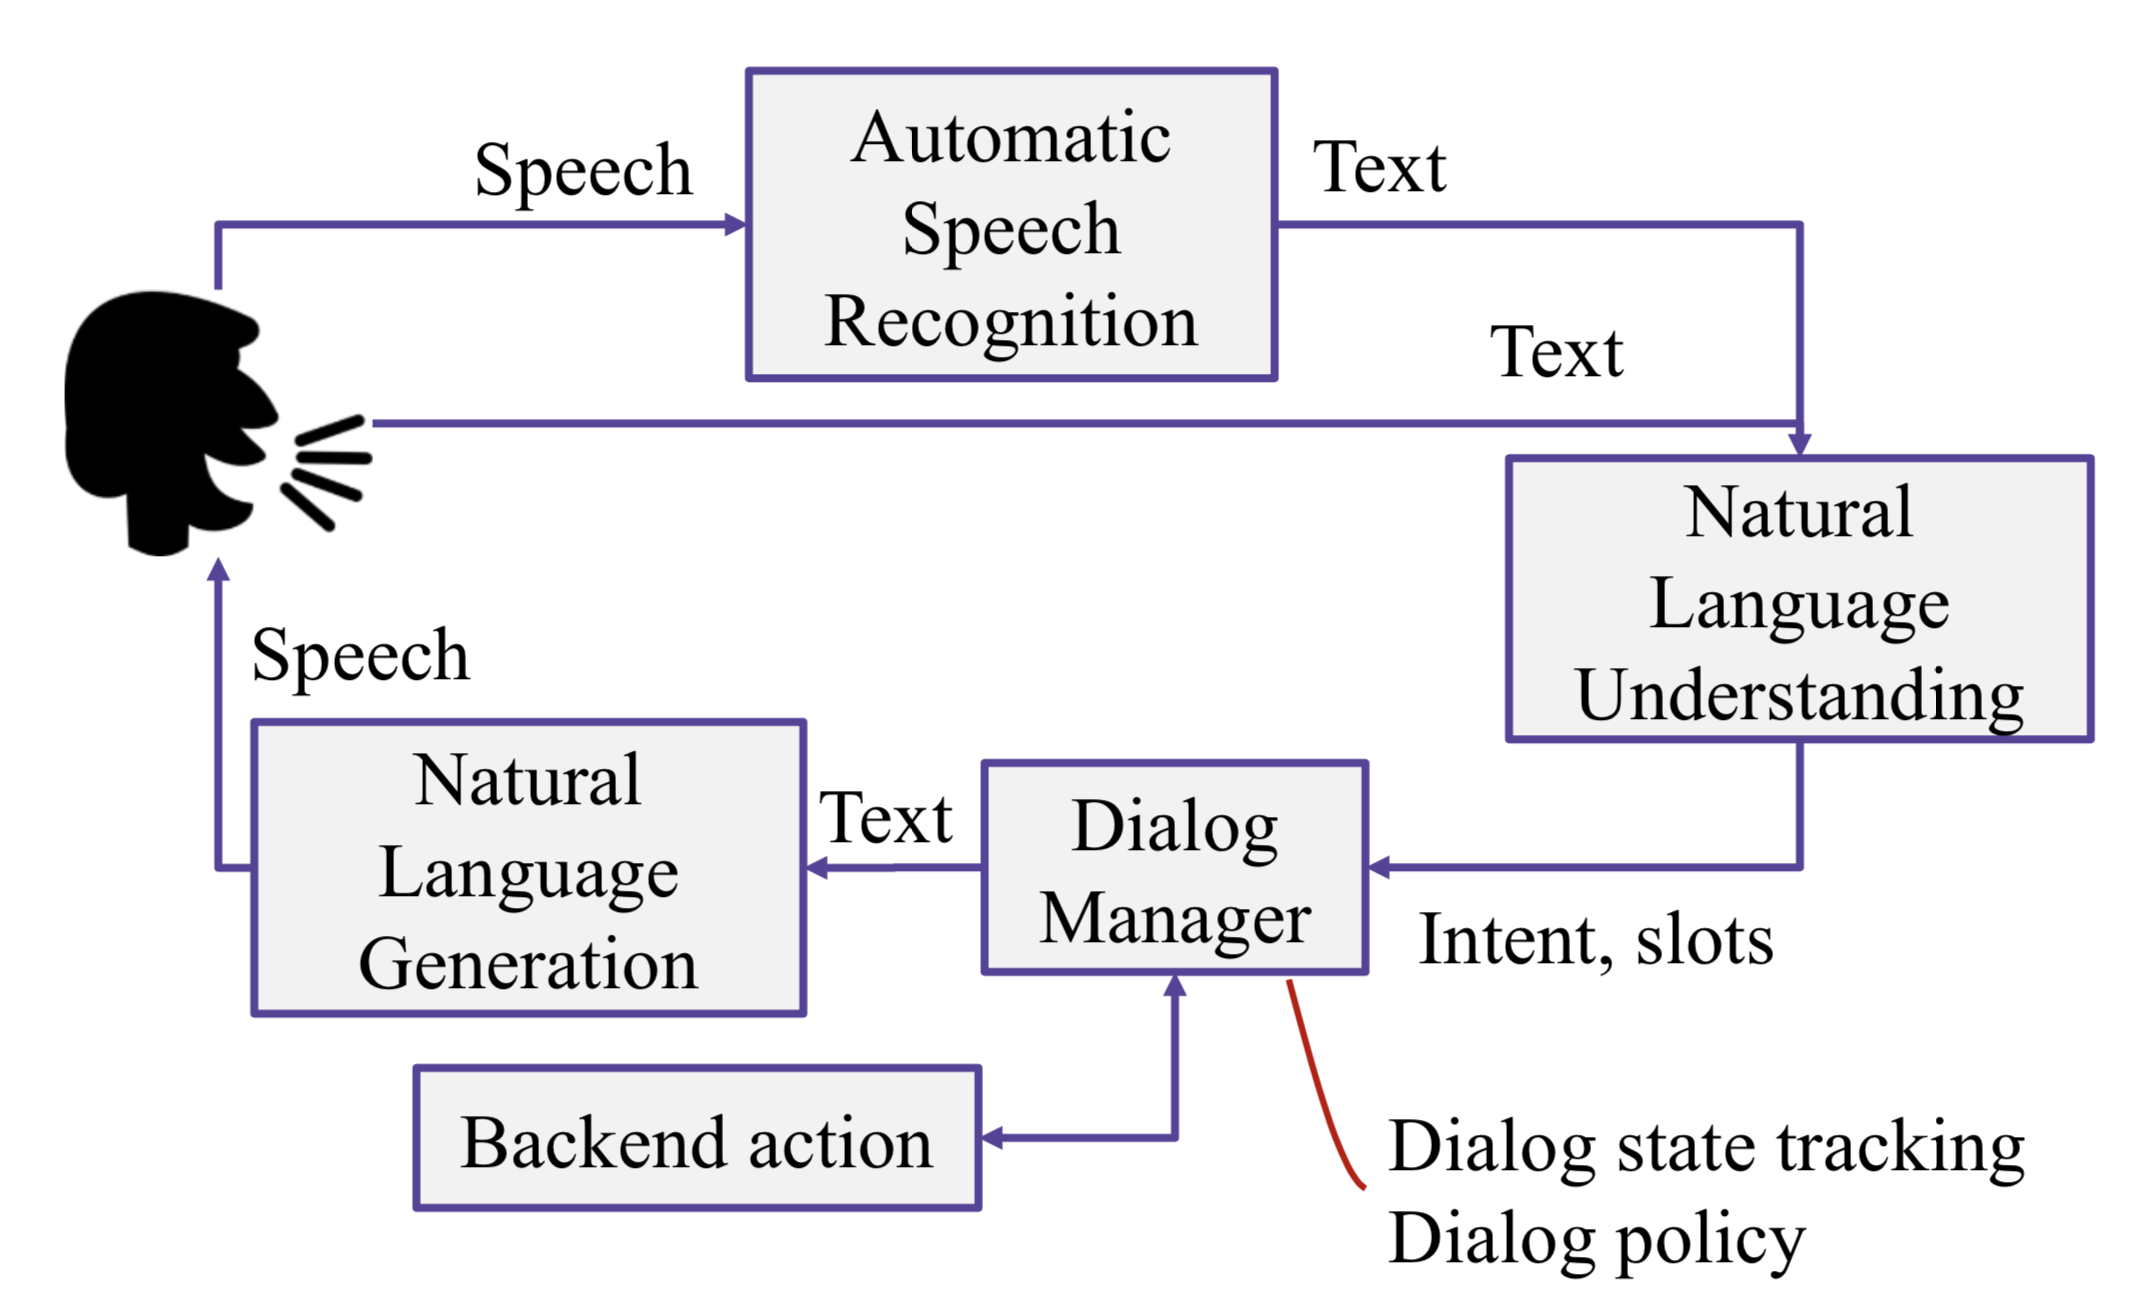 Speech
Automatic
Speech
Recognition
Text
Text
Natural
Language
Understanding
Speech
Natural
Language
Generation
Text
Dialog
Manager
Intent, slots
Backend action
Dialog state tracking
Dialog policy